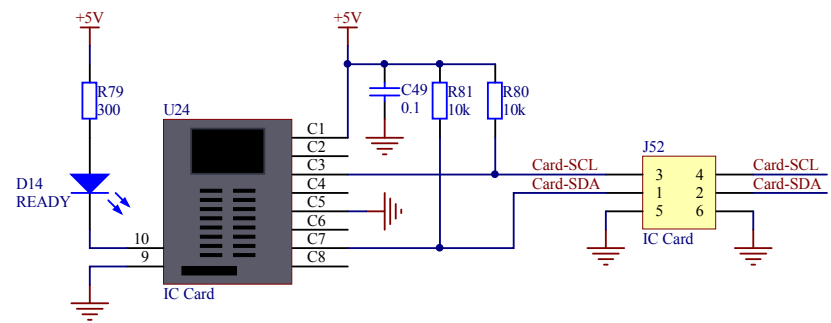 +5V
+5V
R79
300
U24
C49
0.1
R81
10k
R80
10k
C1
C2
C3
C4
C5
C6
C7
C8
D14
READY
10
9
IC Card
Card-SCL
Card-SDA
J52
3 4
1 2
5 6
IC Card
Card-SCL
Card-SDA